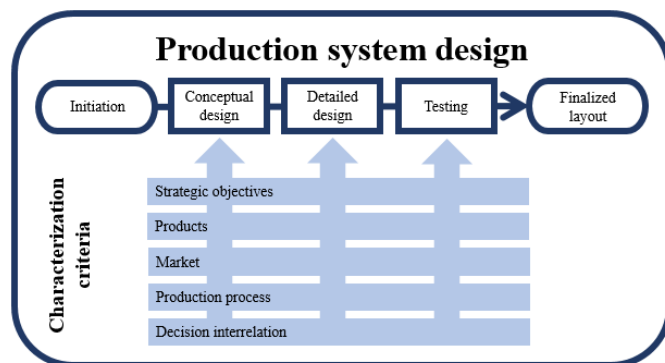 Production system design
Initiation
Conceptual
design
Detailed
design
Testing
Finalized
layout
Characterization
criteria
Strategic objectives
Products
Market
Production process
Decision interrelation